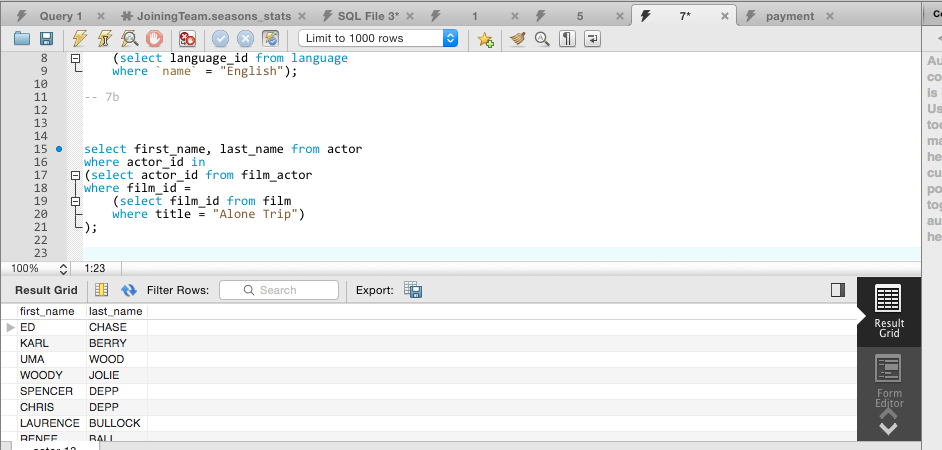 Query 1 JoiningTeam.seasons_stats SQL File 3* 1 5 7* payment Co
Limit to 1000 rows
8 (select language_id from language
9 where `name` = "English");
10
11 -- 7b
12
13
14
15 select first_name, last_name from actor
16 where actor_id in
17 (select actor_id from film_actor
18 where film_id =
19 (select film_id from film
20 where title = "Alone Trip")
21 );
22
23
Au
co
is
Us
too
ma
he
cu
po
tog
au
he
100% 1:23
Result Grid Filter Rows: Search Export:
first_name last_name
ED CHASE
KARL BERRY
UMA WOOD
WOODY JOLIE
SPENCER DEPP
CHRIS DEPP
LAURENCE BULLOCK
RENEE BALL
Result
Grid
Form
Editor